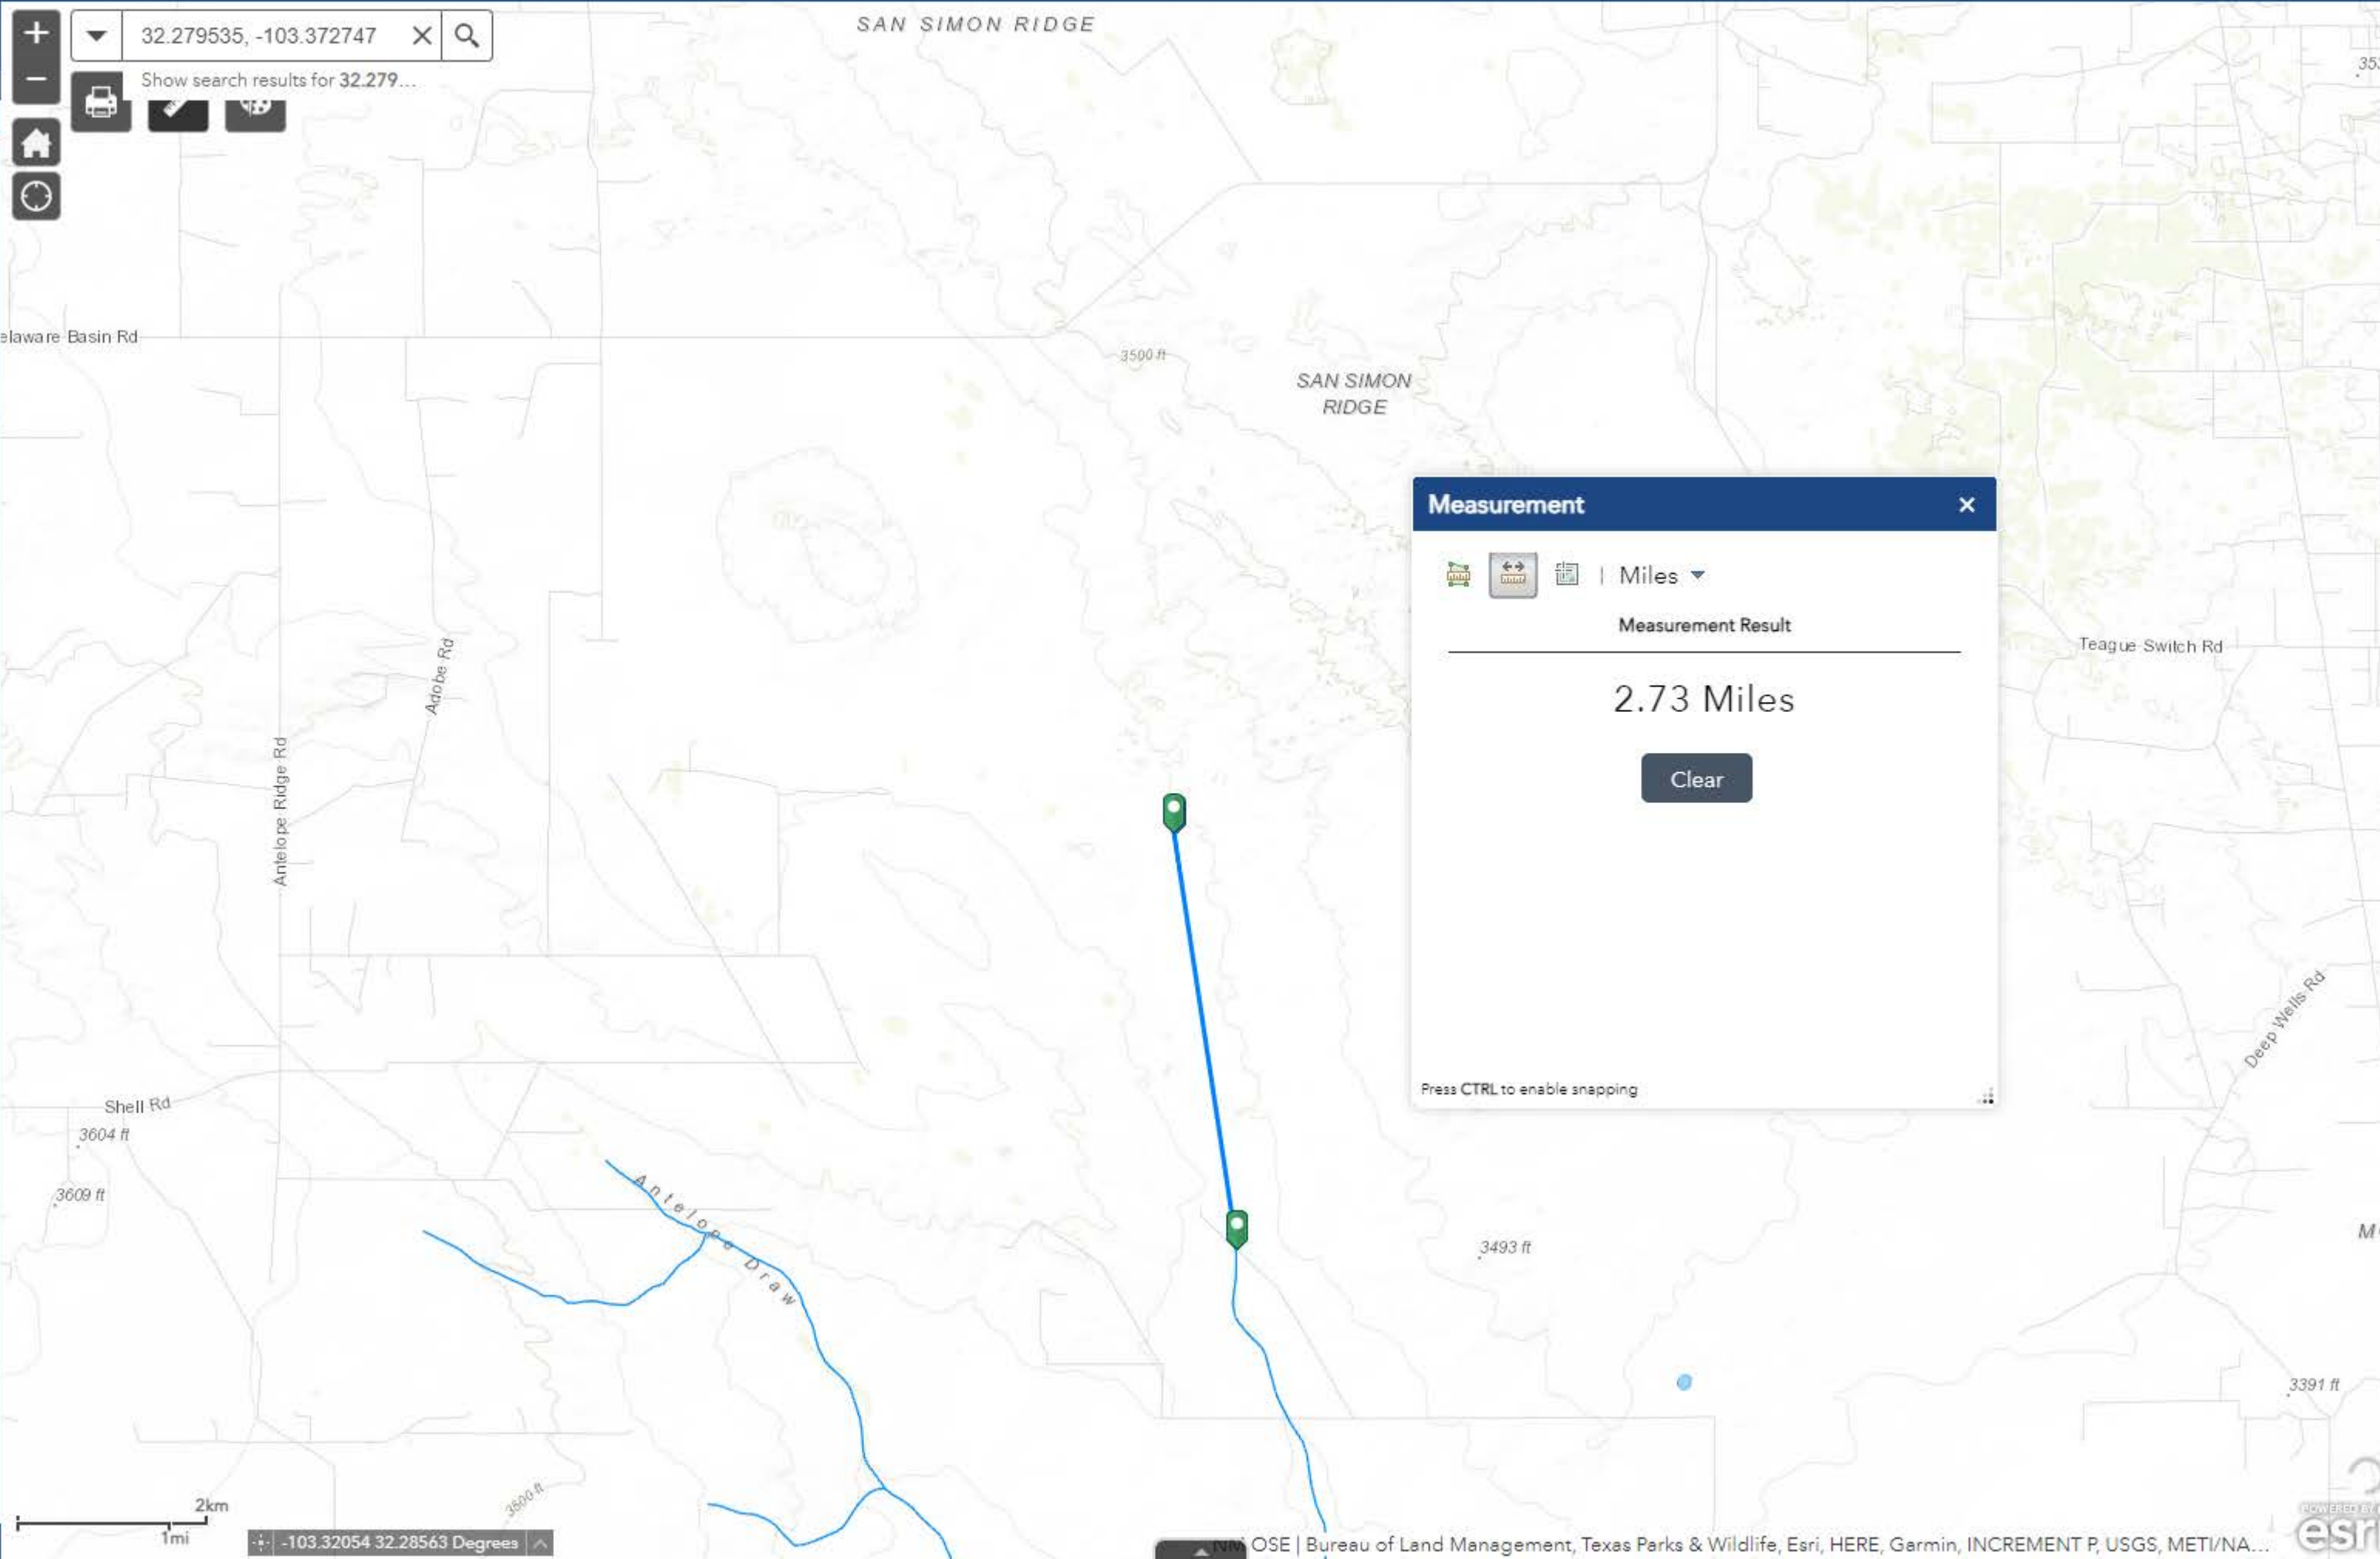 SAN SIMON RIDGE
32.279535, -103.372747
Show search results for 32.279...
elaware Basin Rd
3500 ft
SAN SIMON
RIDGE
Measurement
Miles
Measurement Result
2.73 Miles
Clear
Press CTRL to enable snapping
Teague Switch Rd
Adobe Rd
Antelope Ridge Rd
Deep Wells Rd
Shell Rd
3604 ft
3609 ft
Antelope Draw
3493 ft
3391 ft
3500 ft
2km
1mi
-103.32054 32.28563 Degrees
OSE | Bureau of Land Management, Texas Parks & Wildlife, Esri, HERE, Garmin, INCREMENT P, USGS, METI/NA...
POWERED BY
esri